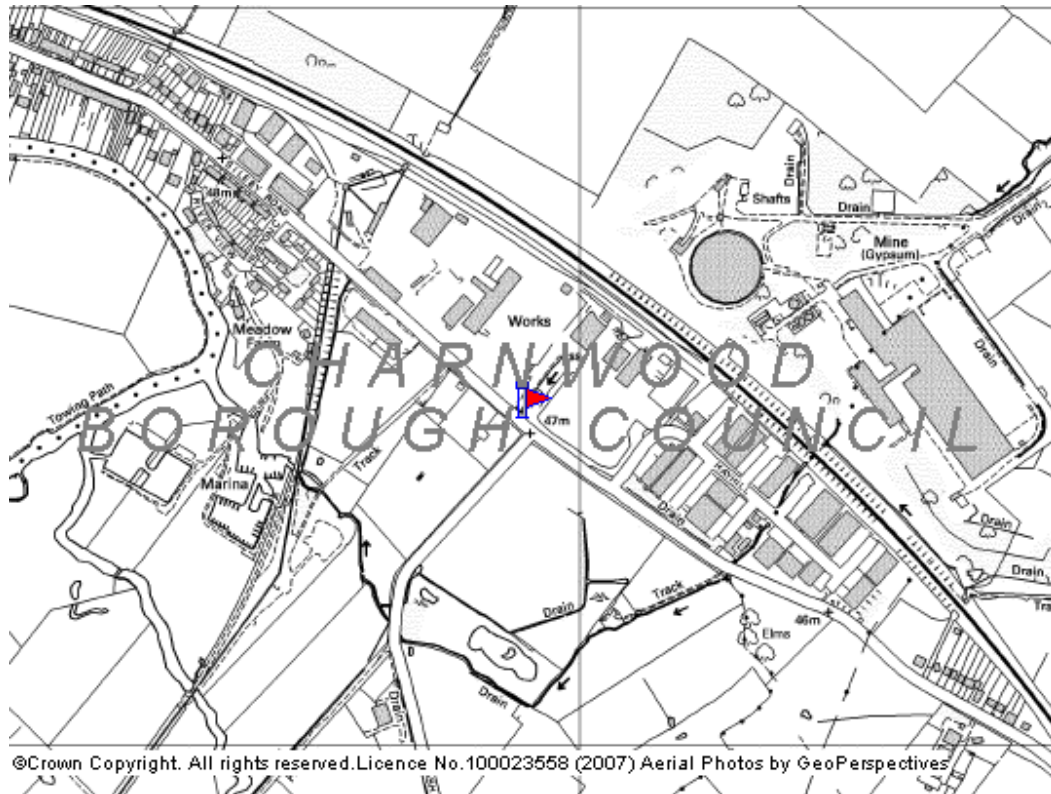 Shafts
Drain
Drain
Drain
Mine
(Gypsum)
48m
Works
Meadow
Farm
CHARNWOOD
Drain
Towing Path
BOROUGH COUNCIL
47m
Track
Marina
Drain
Drain
Drain
Drain
Track
46m
Elms
Drain
Drain
©Crown Copyright. All rights reserved.Licence No.100023558 (2007) Aerial Photos by GeoPerspectives